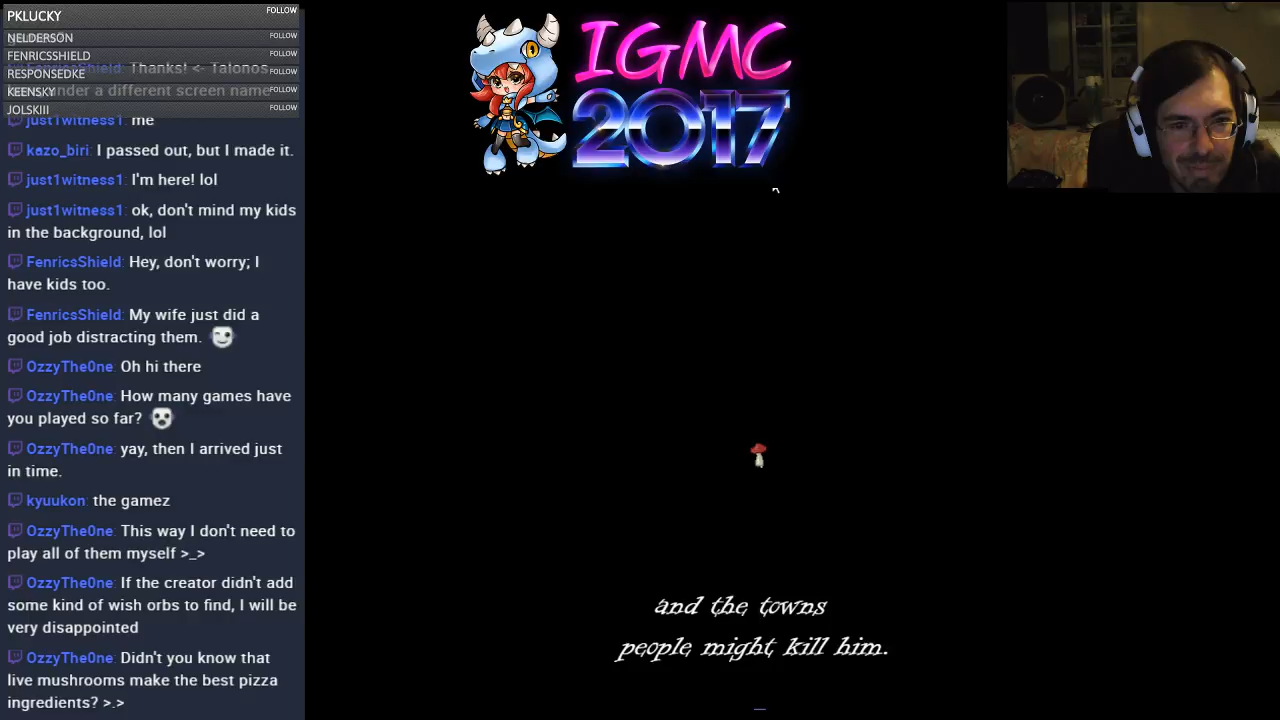 PKLUCKY FOLLOW
NELDERSON FOLLOW
FENRICSSHIELD FOLLOW
RESPONSEDKE FOLLOW
KEENSKY FOLLOW
JOLSKIII FOLLOW
Thanks! <- Talonos
under a different screen name
just1witness1: me
kazo_biri: I passed out, but I made it.
just1witness1: I'm here! lol
just1witness1: ok, don't mind my kids
in the background, lol
FenricsShield: Hey, don't worry; I
have kids too.
FenricsShield: My wife just did a
good job distracting them.
OzzyThe0ne: Oh hi there
OzzyThe0ne: How many games have
you played so far?
OzzyThe0ne: yay, then I arrived just
in time.
kyuukon: the gamez
OzzyThe0ne: This way I don't need to
play all of them myself >_>
OzzyThe0ne: If the creator didn't add
some kind of wish orbs to find, I will be
very disappointed
OzzyThe0ne: Didn't you know that
live mushrooms make the best pizza
ingredients? >.>
IGMC
2017
and the towns
people might kill him.